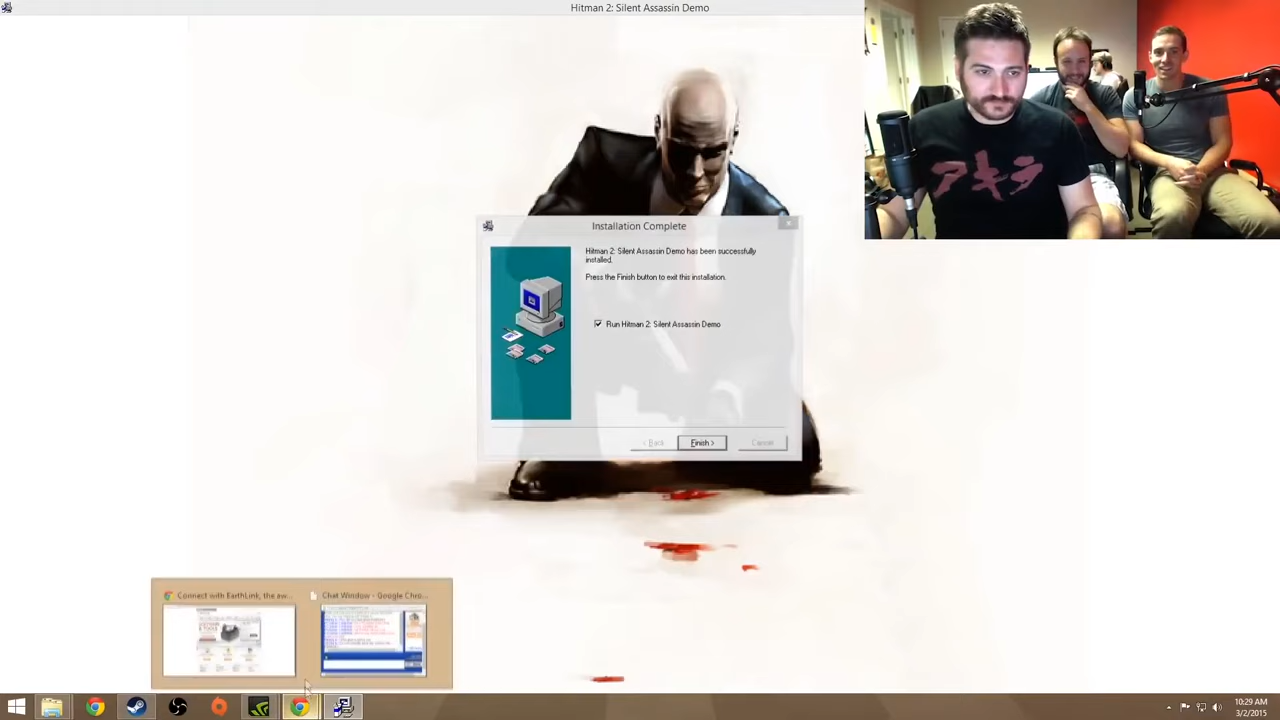 Hitman 2: Silent Assassin Demo
アキラ
Installation Complete
Hitman 2: Silent Assassin Demo has been successfully
installed.
Press the Finish button to exit this installation.
Run Hitman 2: Silent Assassin Demo
< Back
Finish >
Cancel
Connect with EarthLink, the aw...
Chat Window - Google Chro...
10:29 AM
3/2/2015